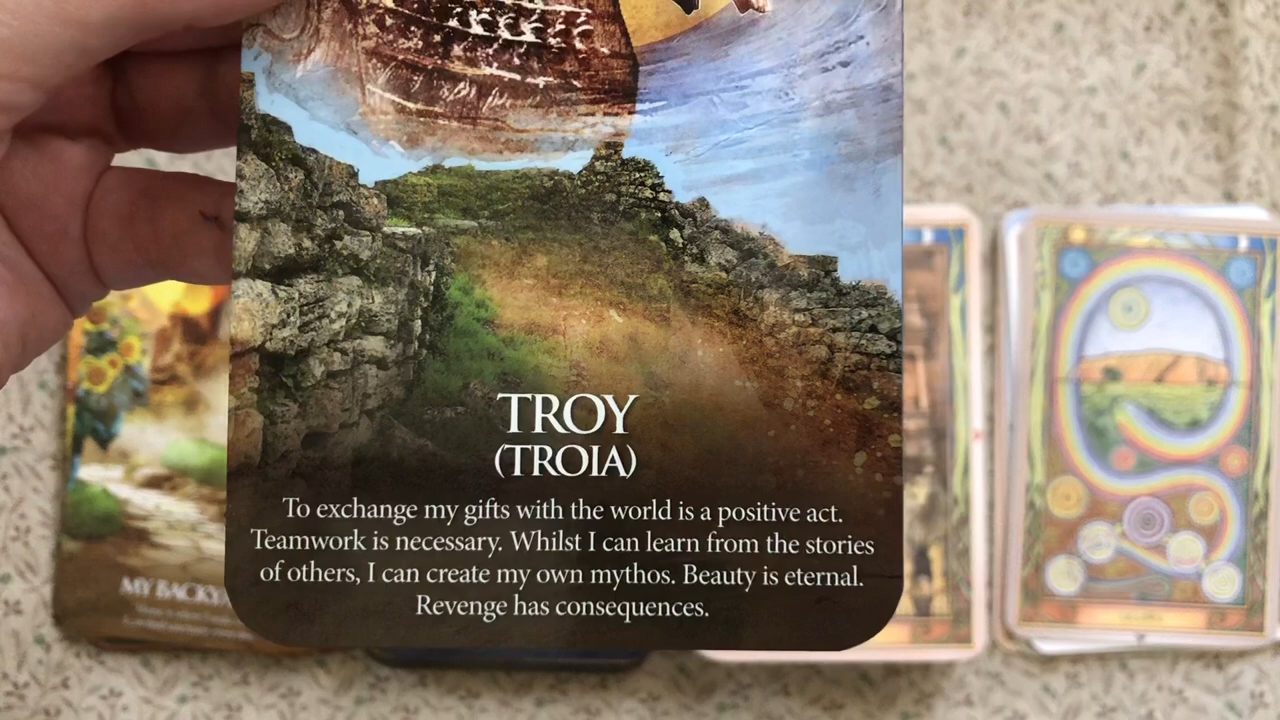 TROY
(TROIA)
To exchange my gifts with the world is a positive act.
Teamwork is necessary. Whilst I can learn from the stories
of others, I can create my own mythos. Beauty is eternal.
Revenge has consequences.
MY BACKY